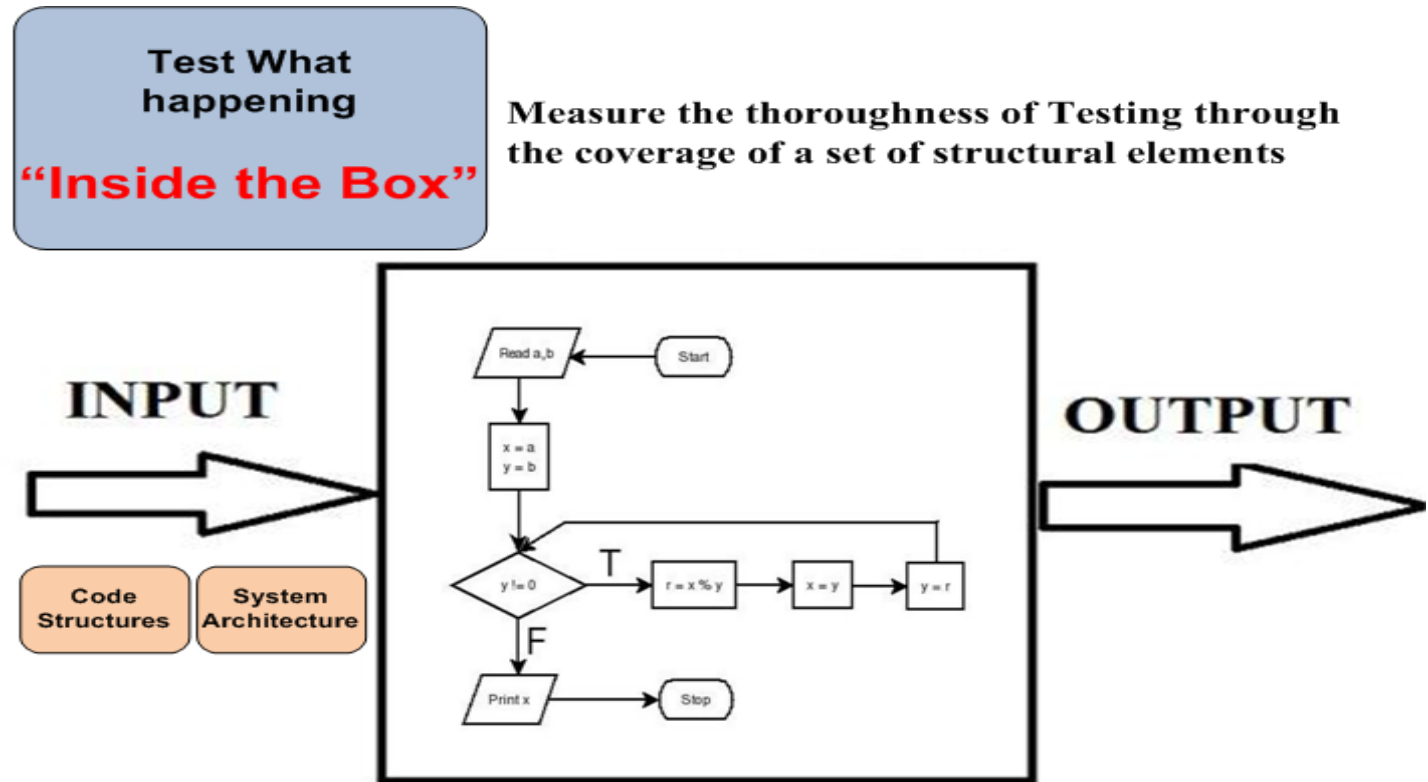 Test What
happening
“Inside the Box”
Measure the thoroughness of Testing through
the coverage of a set of structural elements
INPUT
Code
Structures
System
Architecture
Start
Read a,b
x = a
y = b
y != 0
T
r = x % y
x = y
y = r
F
Print x
Stop
OUTPUT